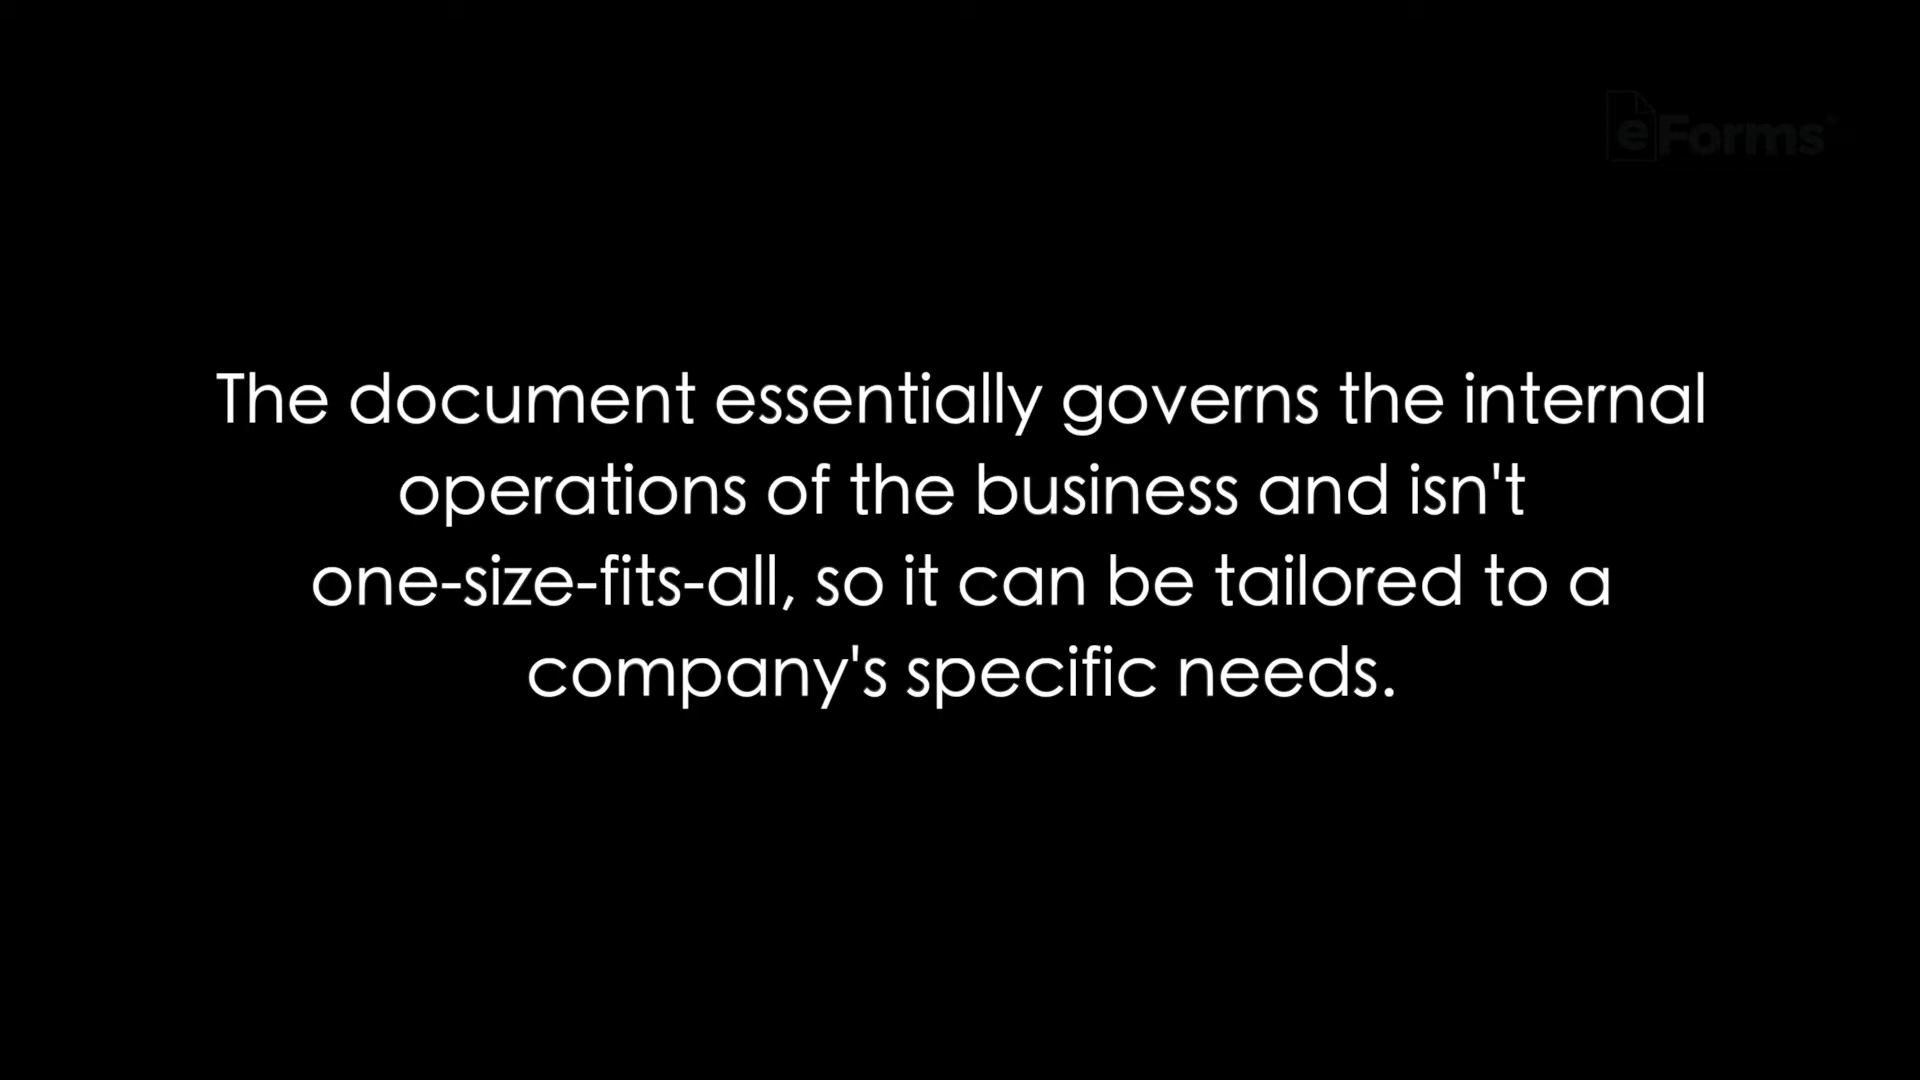 eForms
The document essentially governs the internal
operations of the business and isn't
one-size-fits-all, so it can be tailored to a
company's specific needs.